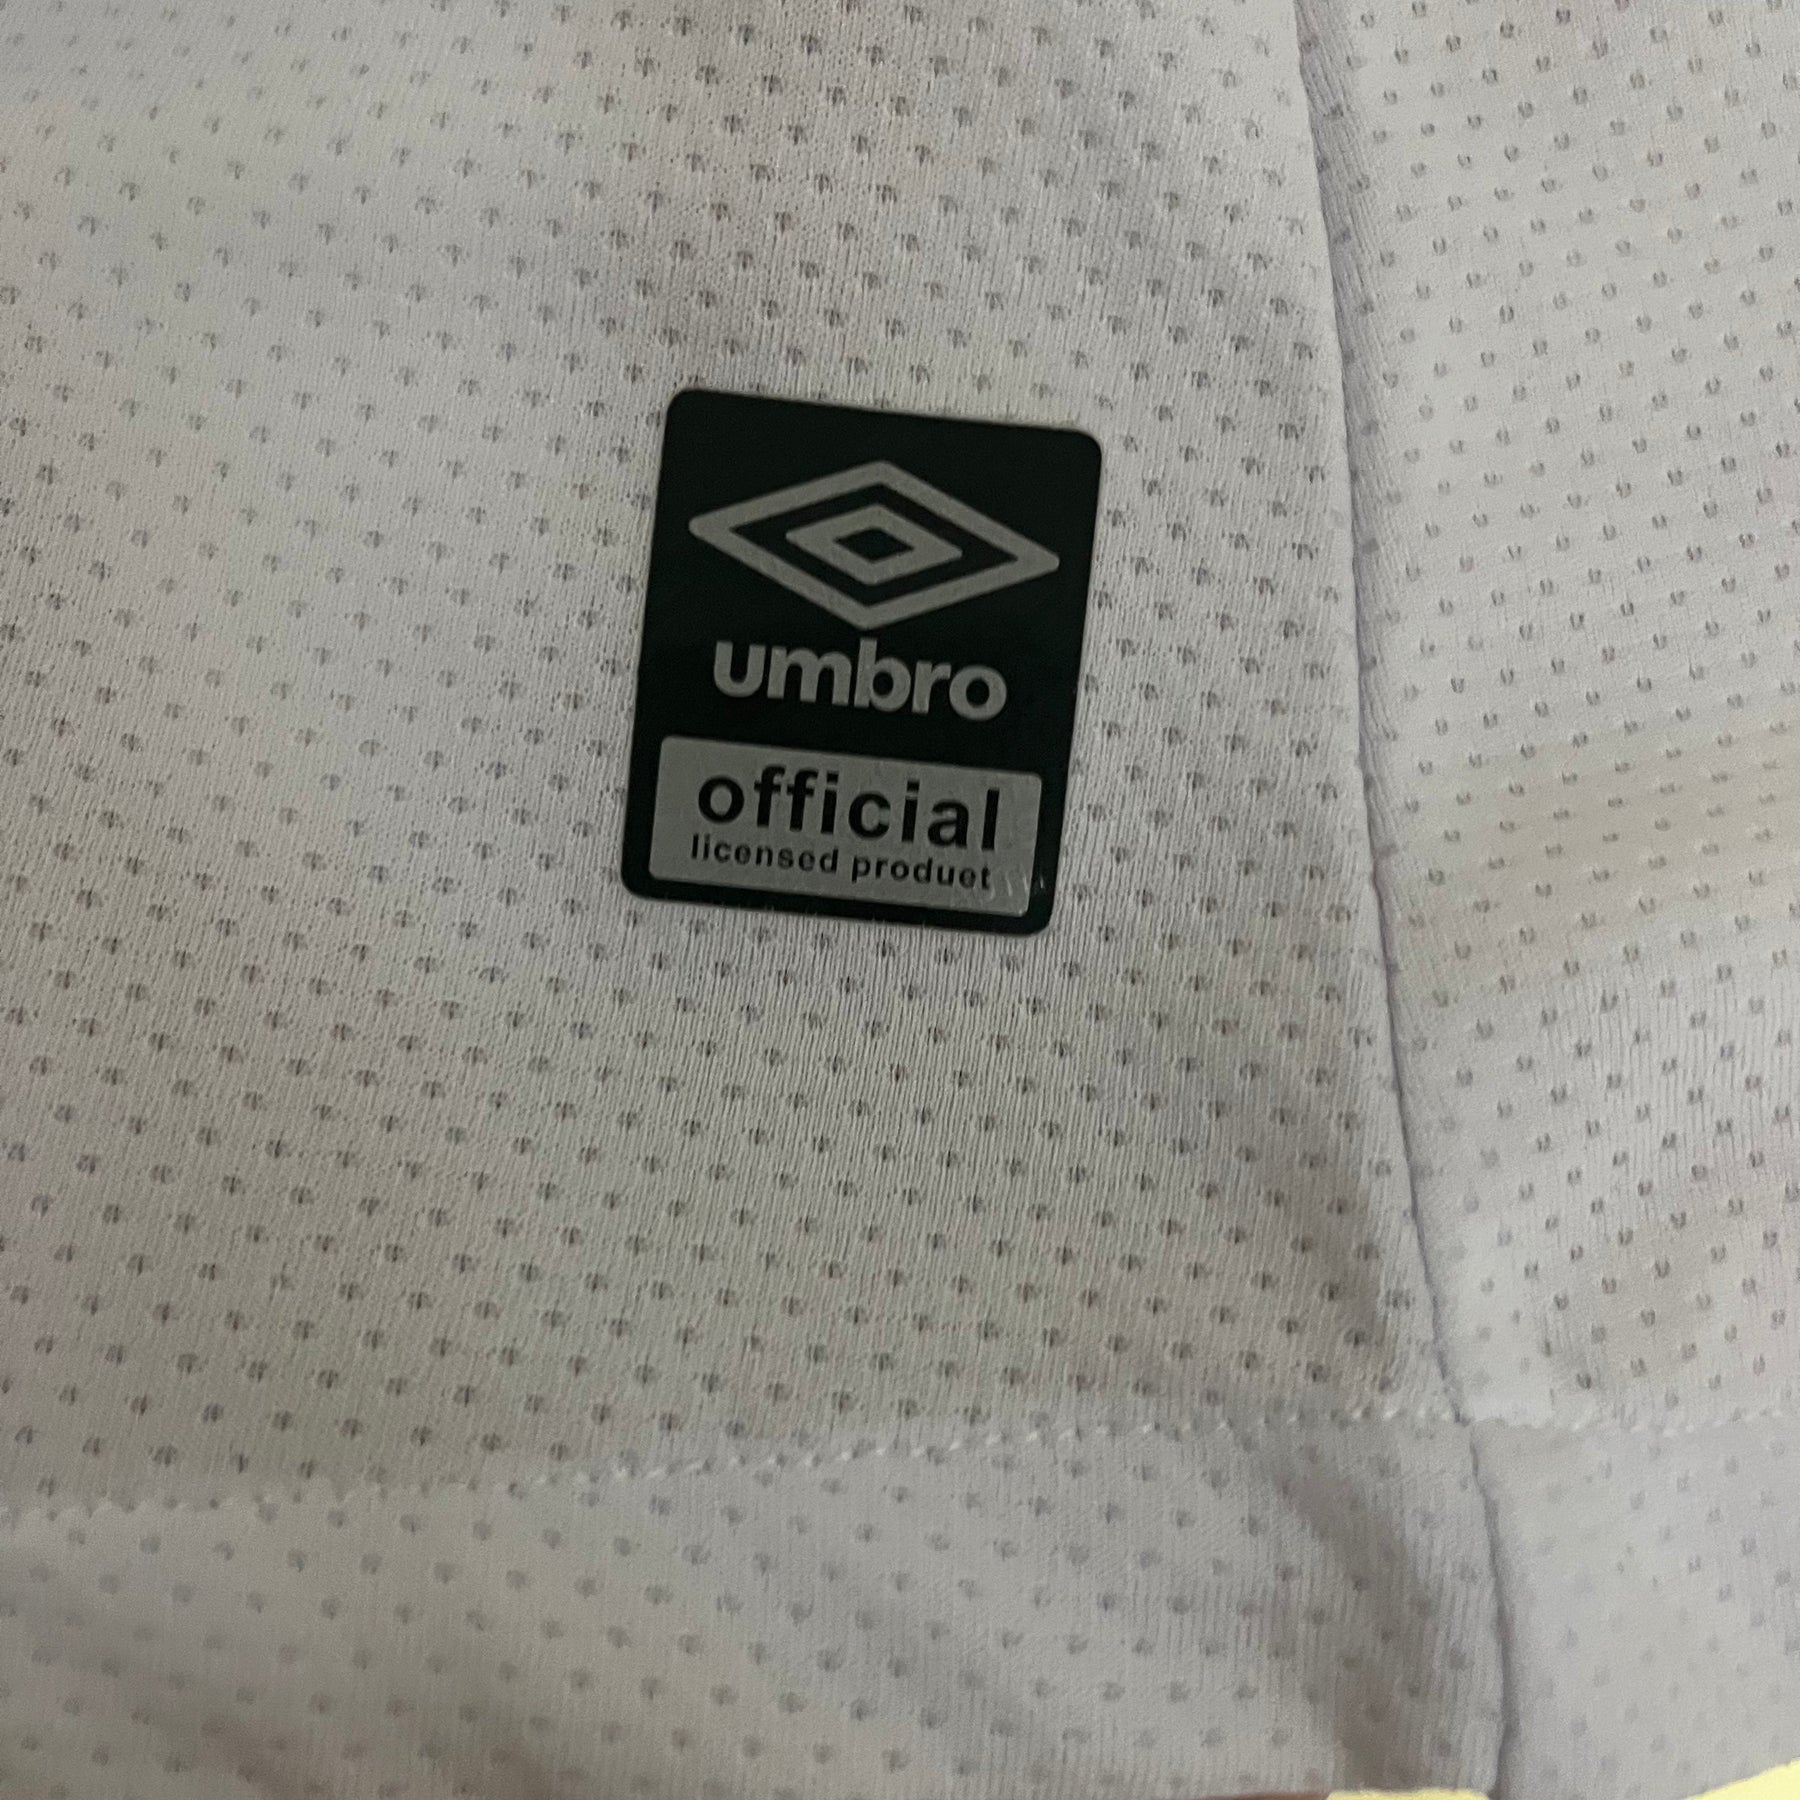 umbro
official
licensed product